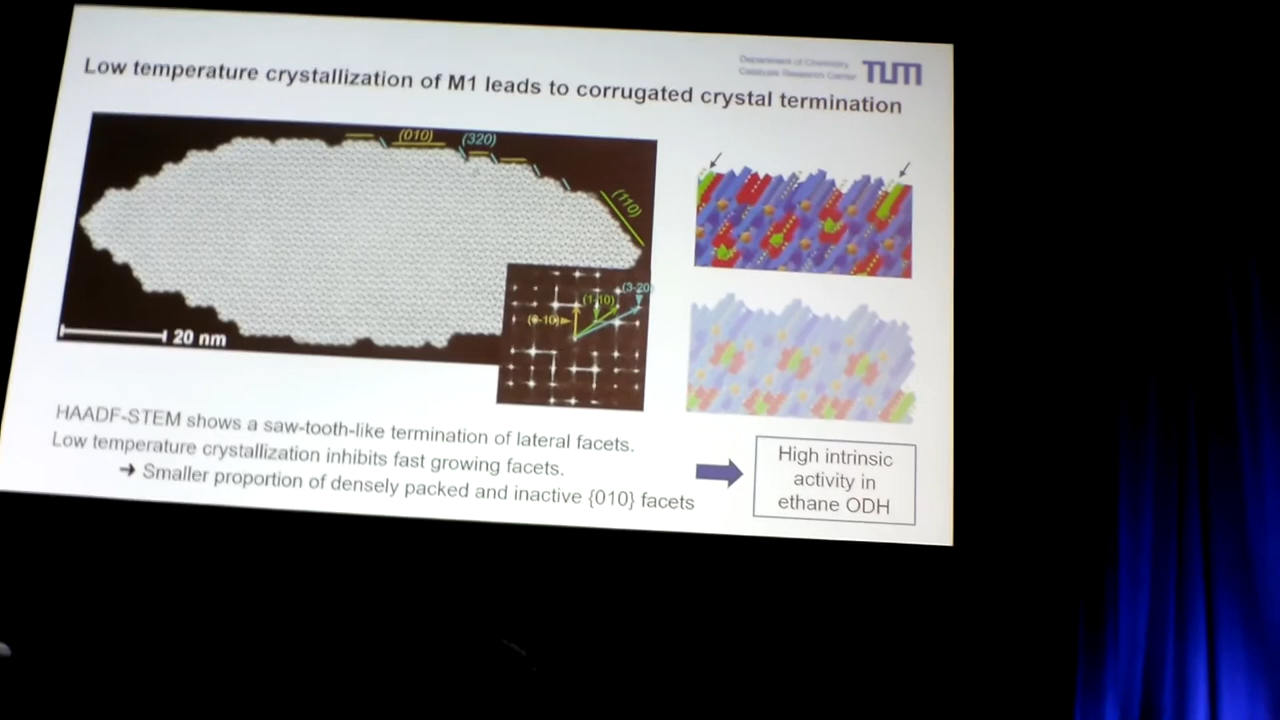 Department of Chemistry
Catalysis Research Center
TUM
Low temperature crystallization of M1 leads to corrugated crystal termination
(010)
(320)
(110)
(3-20)
(1-10)
(0-10)
20 nm
HAADF-STEM shows a saw-tooth-like termination of lateral facets.
Low temperature crystallization inhibits fast growing facets.
➔ Smaller proportion of densely packed and inactive {010} facets
High intrinsic
activity in
ethane ODH